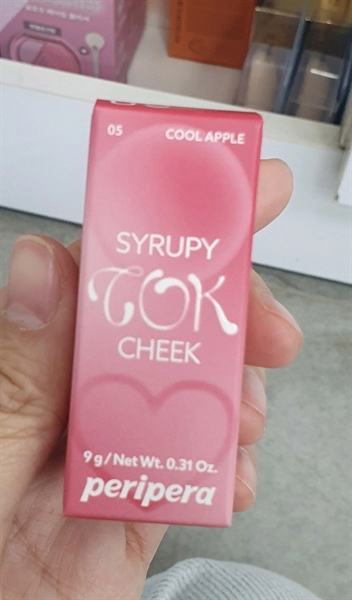 05 COOL APPLE
SYRUPY
TOK
CHEEK
9 g / Net Wt. 0.31 Oz.
peripera